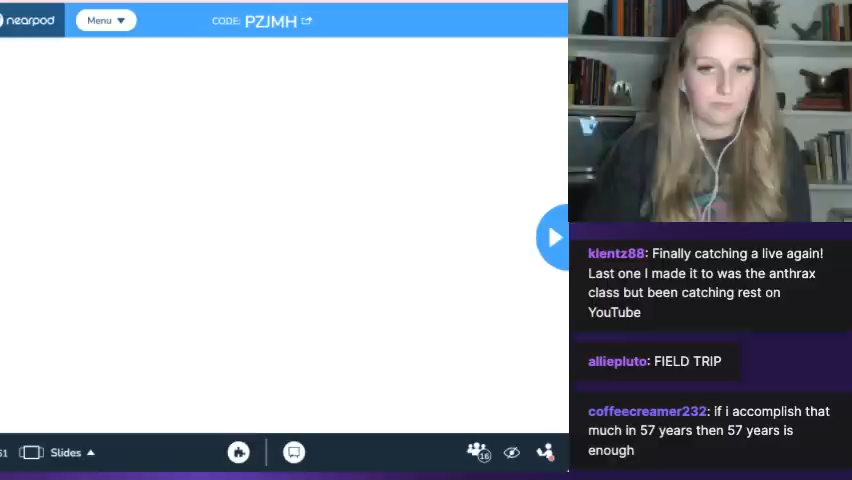 nearpod
Menu
CODE: PZJMH
klentz88: Finally catching a live again!
Last one I made it to was the anthrax
class but been catching rest on
YouTube
alliepluto: FIELD TRIP
coffeecreamer232: if i accomplish that
much in 57 years then 57 years is
enough
Slides
16